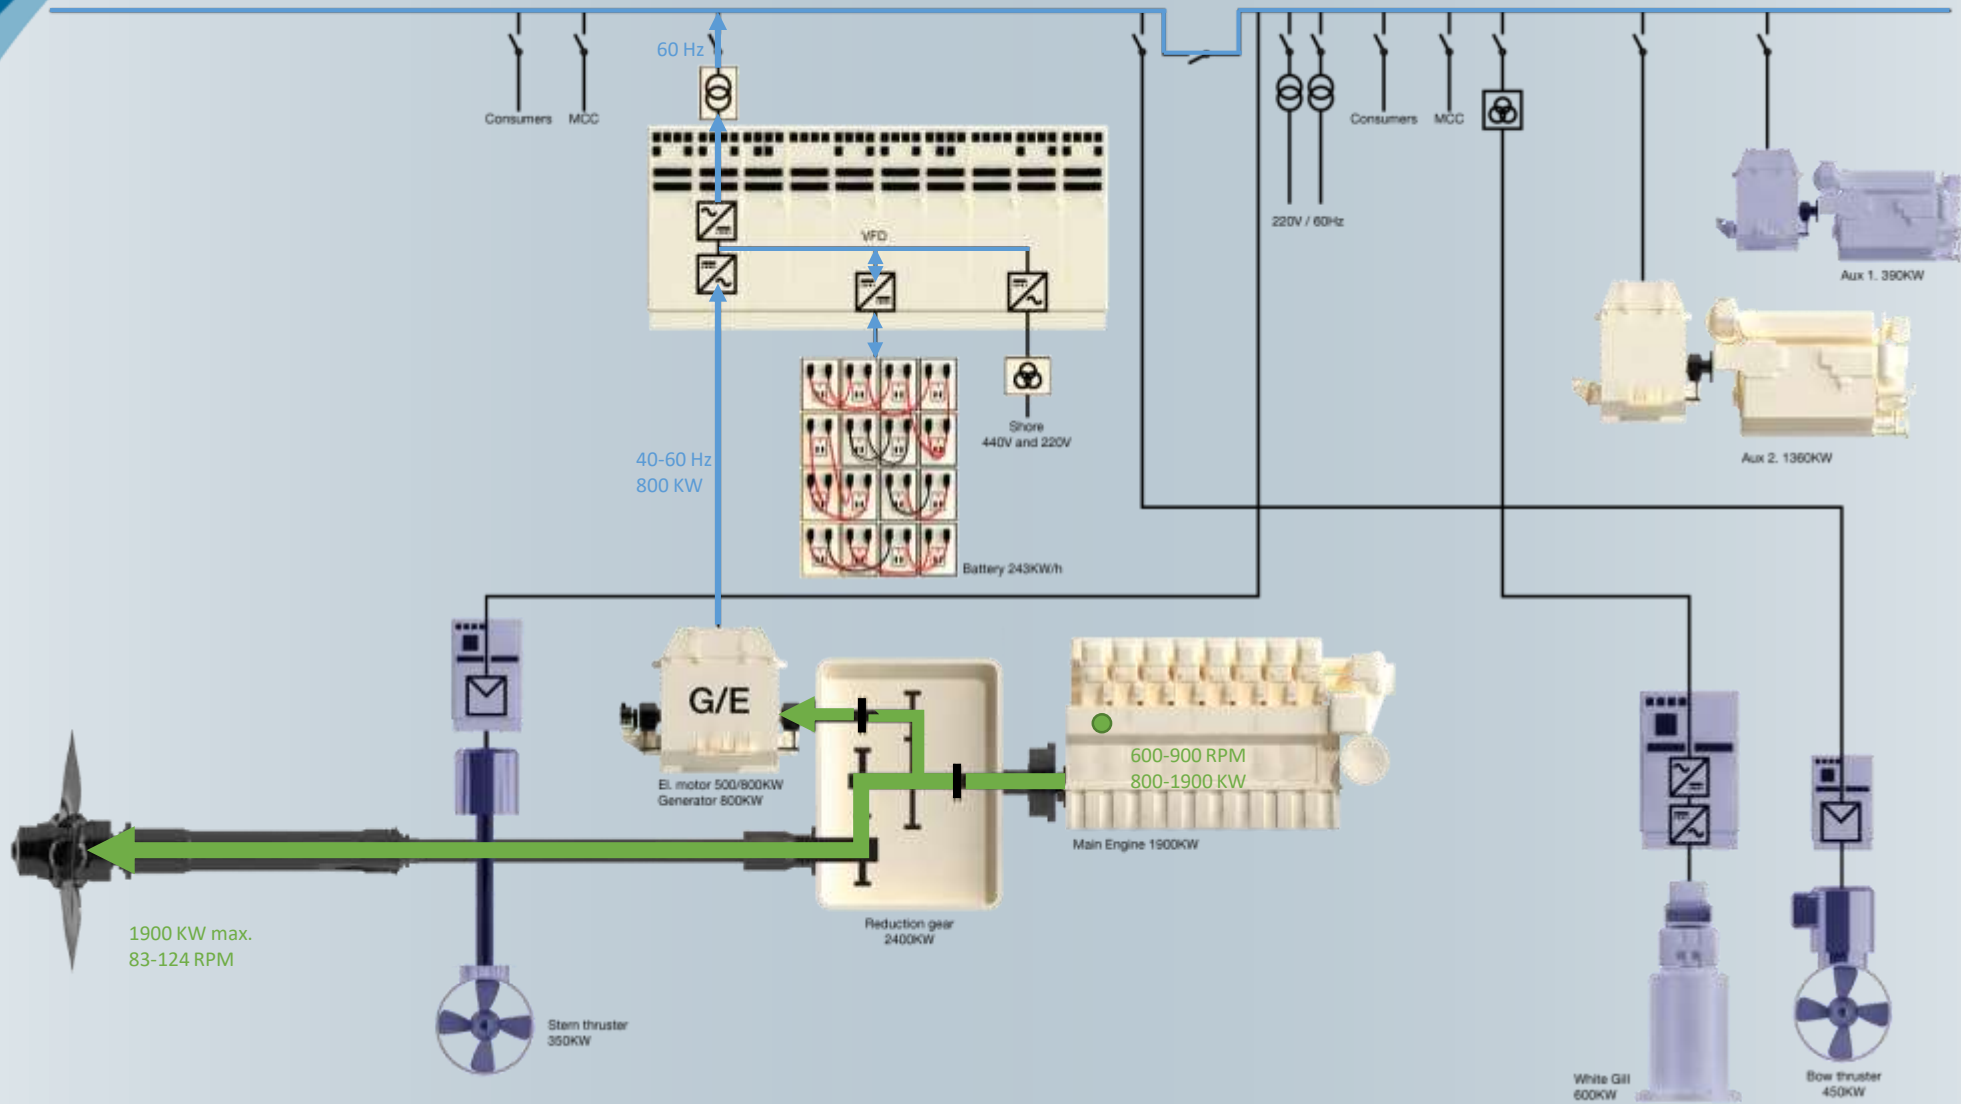 60 Hz
Consumers
MCC
Consumers
MCC
220V / 60Hz
VFD
Aux 1. 390KW
Shore
440V and 220V
Aux 2. 1360KW
40-60 Hz
800 KW
Battery 243KW/h
G/E
El. motor 500/800KW
Generator 800KW
600-900 RPM
800-1900 KW
Main Engine 1900KW
Reduction gear
2400KW
1900 KW max.
83-124 RPM
Stern thruster
350KW
White Gill
600KW
Bow thruster
450KW